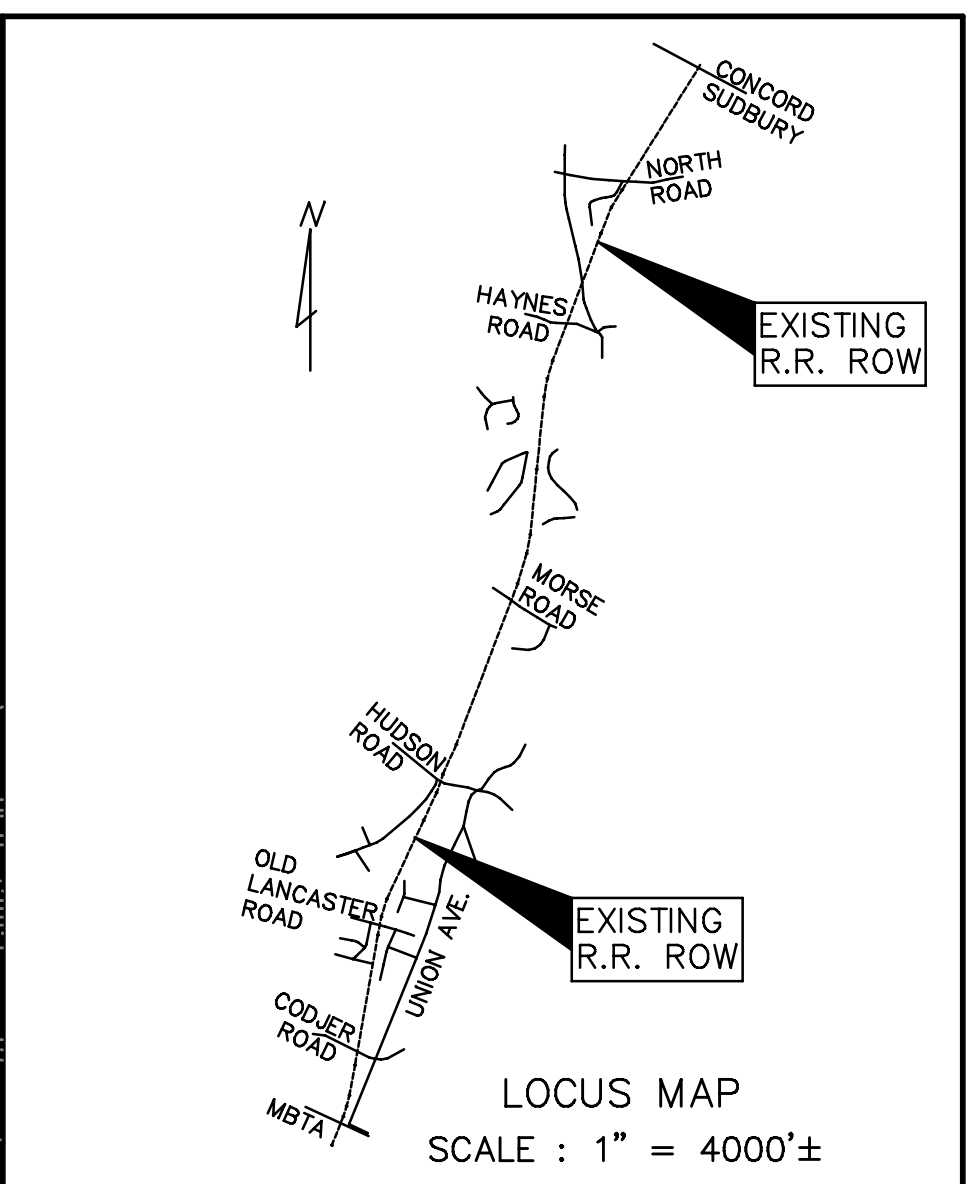 CONCORD
SUDBURY
NORTH
ROAD
N
HAYNES
ROAD
EXISTING
R.R. ROW
MORSE
ROAD
HUDSON
ROAD
OLD
LANCASTER
ROAD
UNION AVE.
EXISTING
R.R. ROW
CODJER
ROAD
MBTA
LOCUS MAP
SCALE : 1" = 4000'±